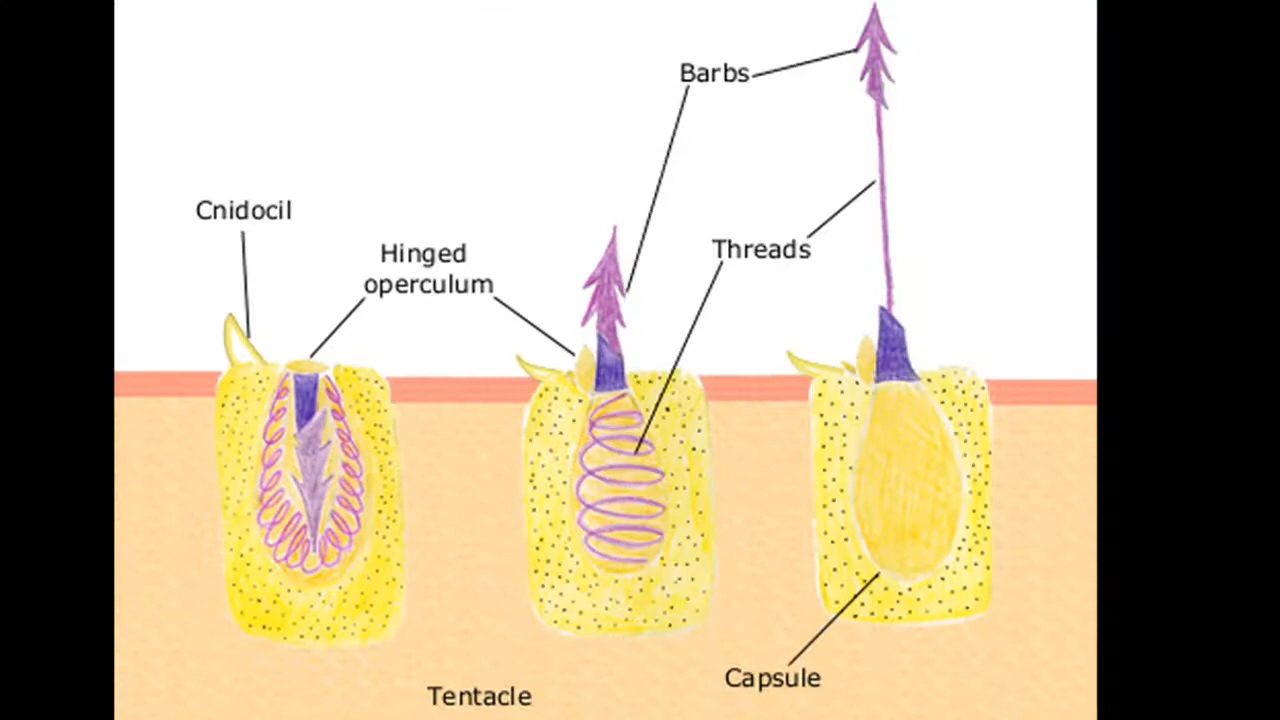 Barbs
Cnidocil
Hinged
operculum
Threads
Capsule
Tentacle